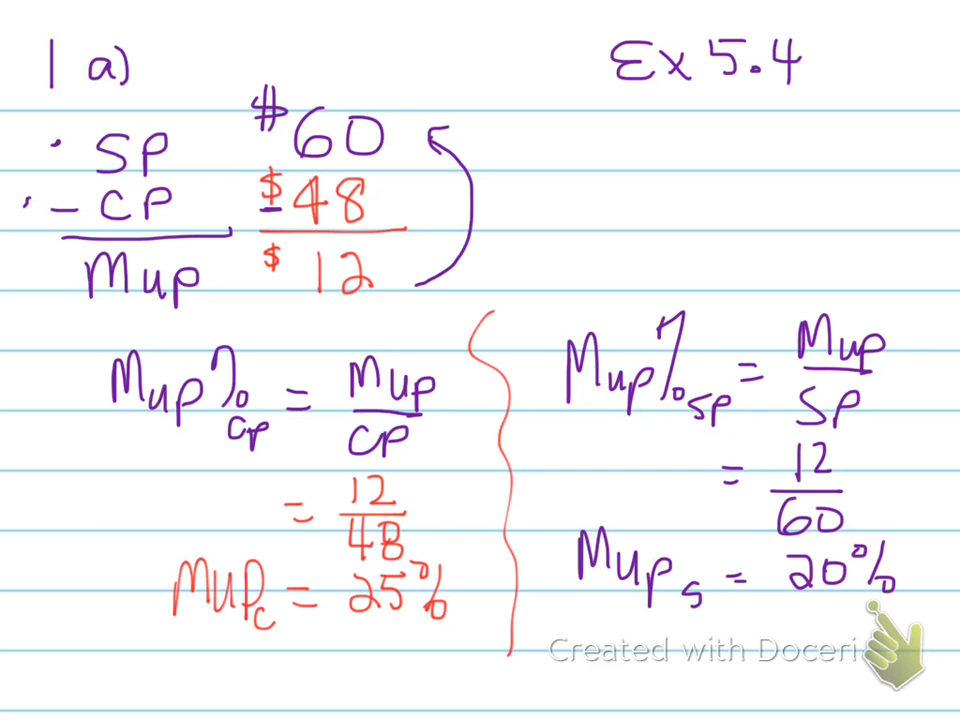 1 a)
Ex 5.4
SP $60
- CP $48
Mup $12
Mup%cp = Mup/CP
= 12/48
Mupc = 25%
Mup%SP = Mup/SP
= 12/60
Mups = 20%
Created with Doceri